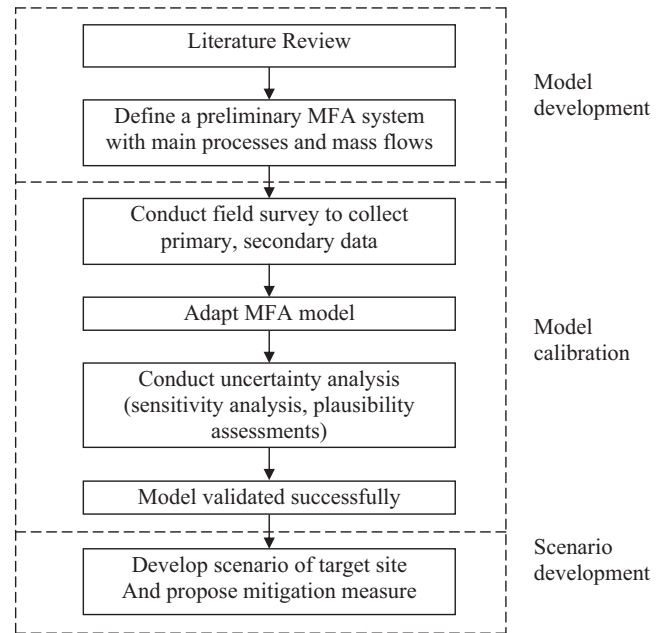 Literature Review
Define a preliminary MFA system
with main processes and mass flows
Model
development
Conduct field survey to collect
primary, secondary data
Adapt MFA model
Conduct uncertainty analysis
(sensitivity analysis, plausibility
assessments)
Model validated successfully
Model
calibration
Develop scenario of target site
And propose mitigation measure
Scenario
development